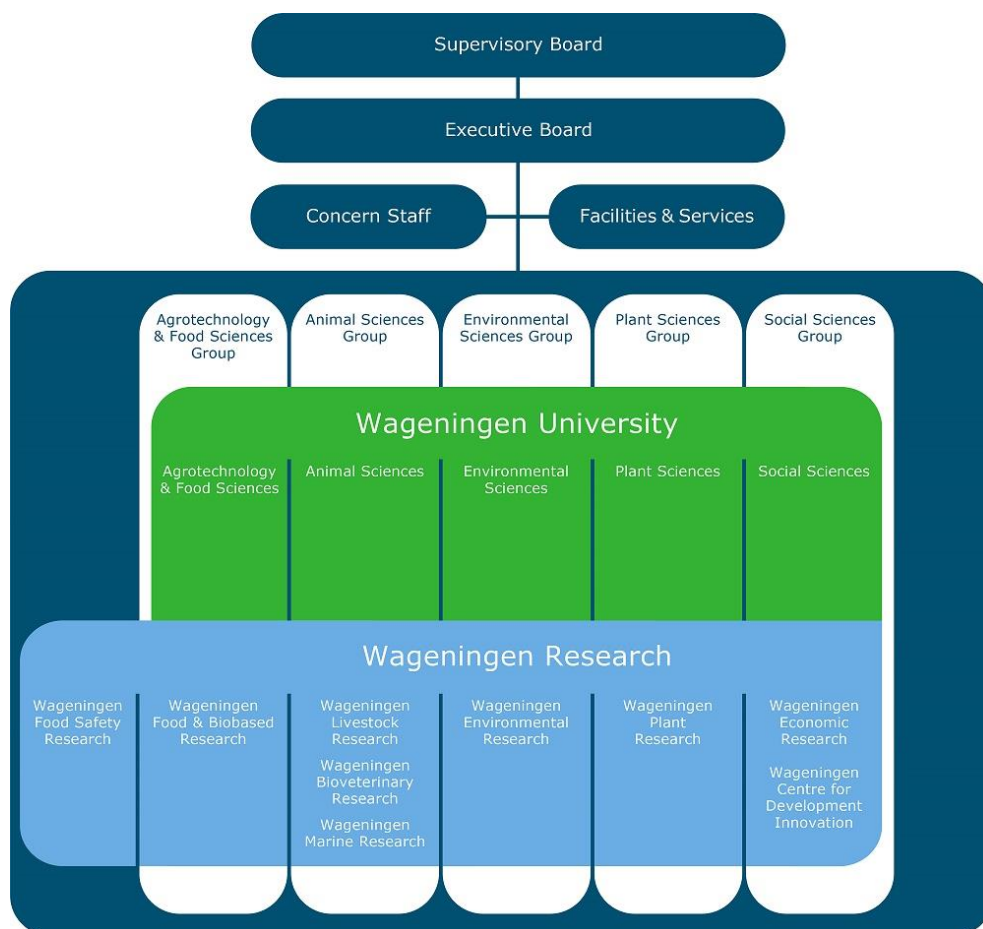 Supervisory Board
Executive Board
Concern Staff
Facilities & Services
Agrotechnology
& Food Sciences
Group
Animal Sciences
Group
Environmental
Sciences Group
Plant Sciences
Group
Social Sciences
Group
Wageningen University
Agrotechnology
& Food Sciences
Animal Sciences
Environmental
Sciences
Plant Sciences
Social Sciences
Wageningen Research
Wageningen
Food Safety
Research
Wageningen
Food & Biobased
Research
Wageningen
Livestock
Research
Wageningen
Bioveterinary
Research
Wageningen
Marine Research
Wageningen
Environmental
Research
Wageningen
Plant
Research
Wageningen
Economic
Research
Wageningen
Centre for
Development
Innovation